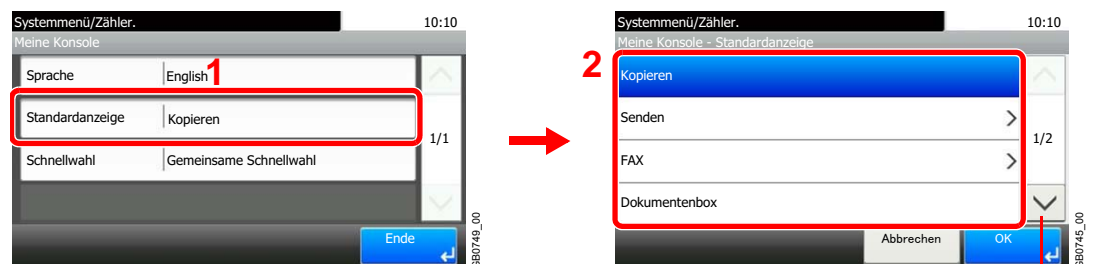 Systemmenü/Zähler. 10:10
Meine Konsole
Sprache English
1
Standardanzeige Kopieren
1/1
Schnellwahl Gemeinsame Schnellwahl
Ende
GB0749_00
Systemmenü/Zähler. 10:10
Meine Konsole - Standardanzeige
2
Kopieren
Senden
1/2
FAX
Dokumentenbox
Abbrechen OK
GB0745_00